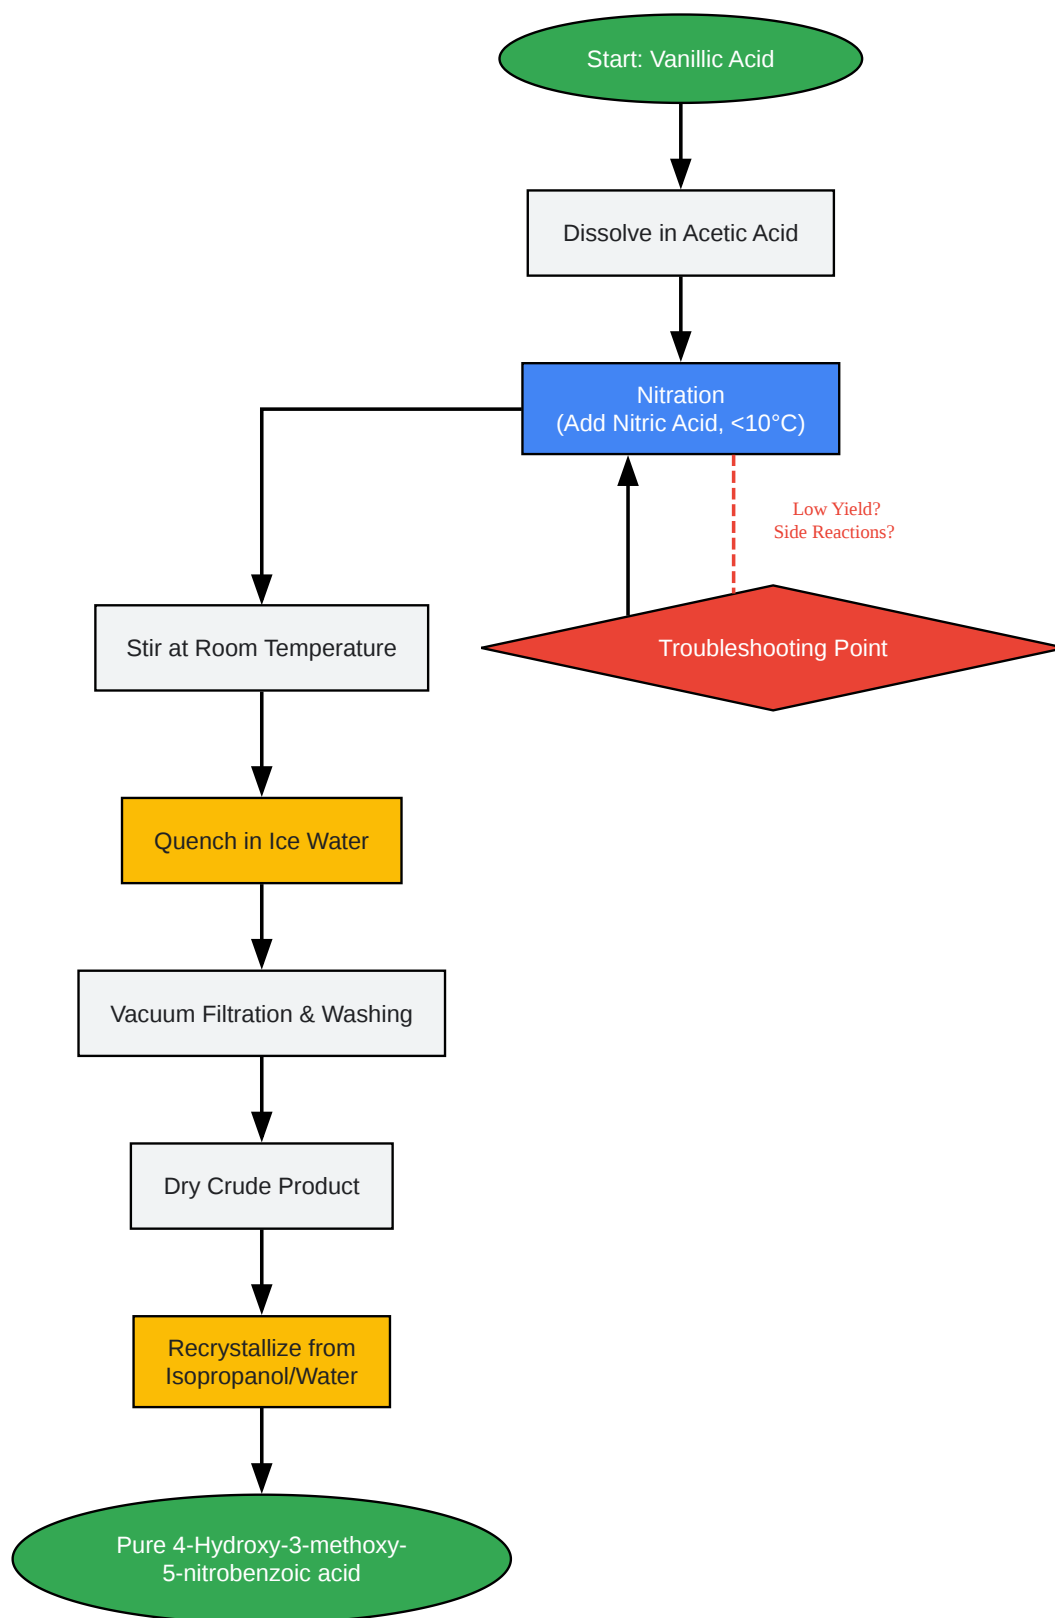 Start: Vanillic Acid
Dissolve in Acetic Acid
Nitration
(Add Nitric Acid, <10°C)
Low Yield?
Side Reactions?
Stir at Room Temperature
Troubleshooting Point
Quench in Ice Water
Vacuum Filtration & Washing
Dry Crude Product
Recrystallize from
Isopropanol/Water
Pure 4-Hydroxy-3-methoxy-
5-nitrobenzoic acid